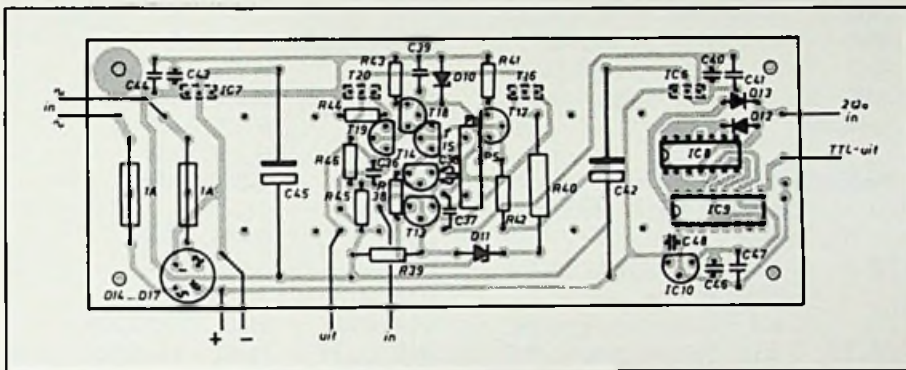 C39
R43
R41
C40
D10
C43
C44
IC7
T20
T16
IC6
C41
D13
R44
T18
T17
in
T19
D12
in
T14
IC8
TTL-uit
R46
C36
1A
1A
C45
R45
38
R40
C42
IC9
C37
R42
T13
D11
C48
C47
R39
IC10
C46
D14...D17
+
-
uit
in